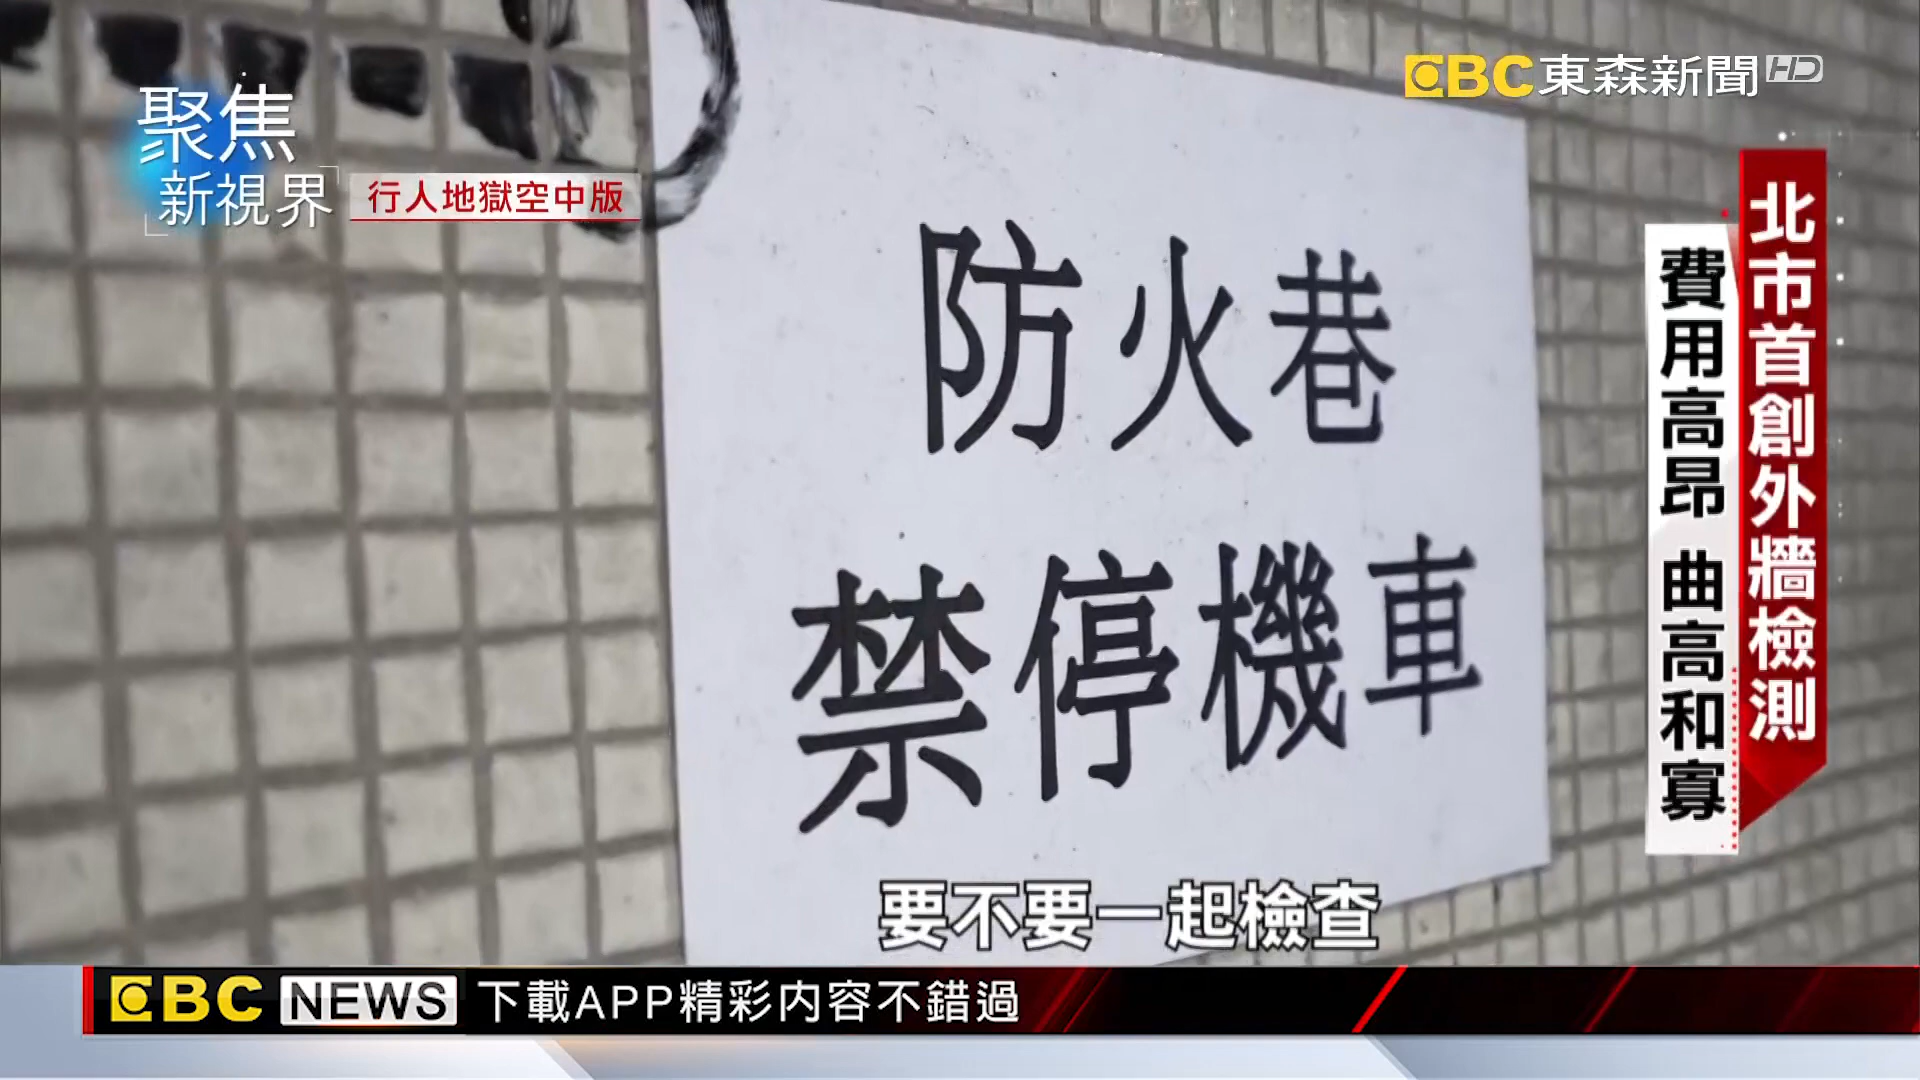 EBC東森新聞HD
聚焦
新視界
行人地獄空中版
北市首創外牆檢測
費用高昂 曲高和寡
防火巷
禁停機車
要不要一起檢查
EBC NEWS 下載APP精彩內容不錯過